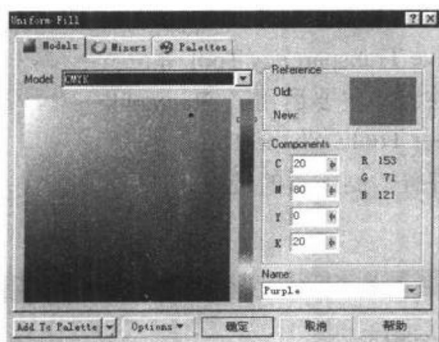 Uniform Fill
Models Mixers Palettes
Model: CMYK
Reference
Old:
New:
Components
C 20 R 153
M 80 G 71
Y 0 B 121
K 20
Name:
Purple
Add To Palette Options 确定 取消 帮助